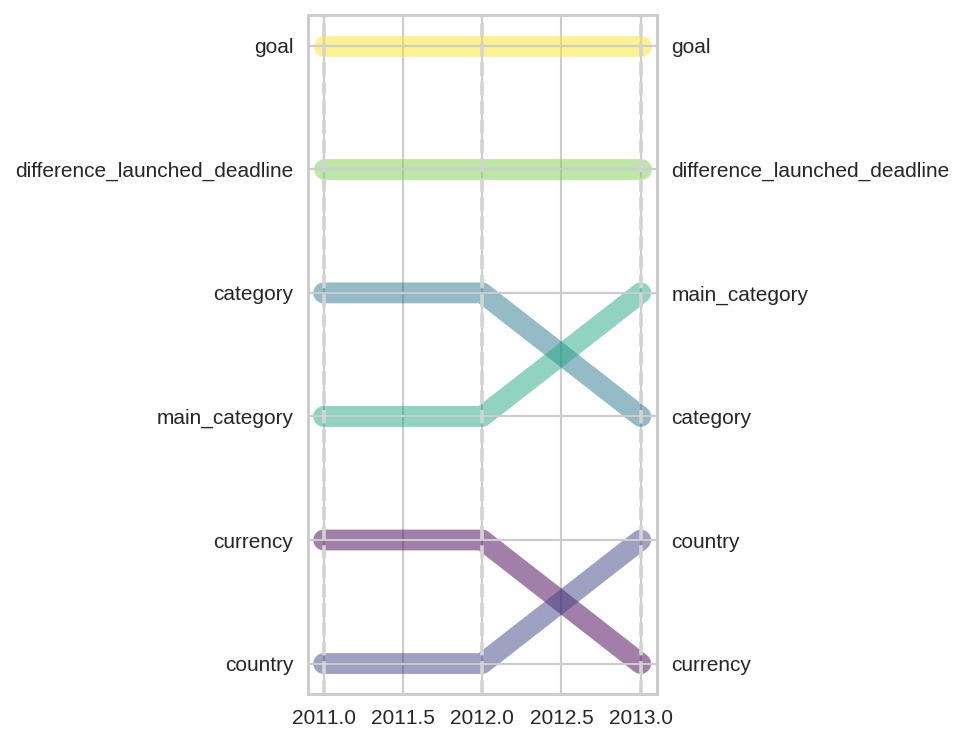 goal goal
difference_launched_deadline difference_launched_deadline
category main_category
main_category category
currency country
country currency
2011.0 2011.5 2012.0 2012.5 2013.0